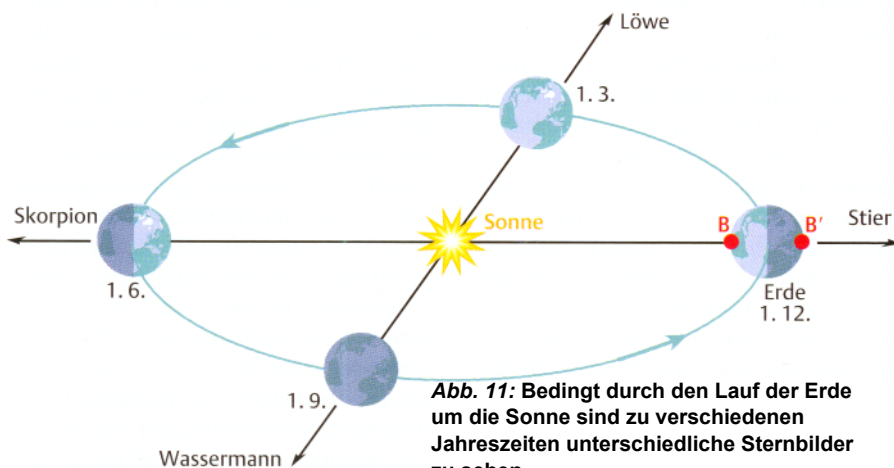 Löwe
1. 3.
Skorpion
Sonne
B
B'
Stier
1. 6.
Erde
1. 12.
1. 9.
Abb. 11: Bedingt durch den Lauf der Erde
um die Sonne sind zu verschiedenen
Jahreszeiten unterschiedliche Sternbilder
Wassermann